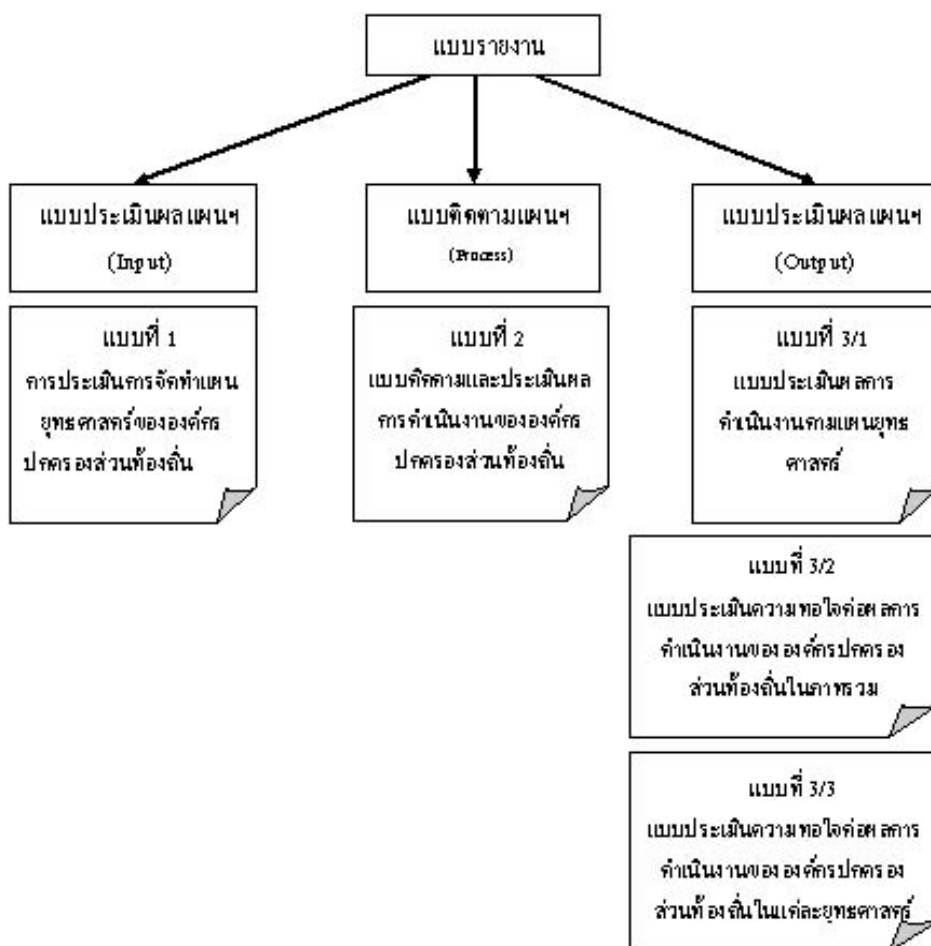 แบบรายงาน
แบบประเมินผลแผนฯ
(Input)
แบบติดตามแผนฯ
(Process)
แบบประเมินผลแผนฯ
(Output)
แบบที่ 1
การประเมินการจัดทำแผน
ยุทธศาสตร์ขององค์กร
ปกครองส่วนท้องถิ่น
แบบที่ 2
แบบติดตามและประเมินผล
การดำเนินงานขององค์กร
ปกครองส่วนท้องถิ่น
แบบที่ 3/1
แบบประเมินผลการ
ดำเนินงานตามแผนยุทธ
ศาสตร์
แบบที่ 3/2
แบบประเมินความพอใจต่อผลการ
ดำเนินงานขององค์กรปกครอง
ส่วนท้องถิ่นในภาพรวม
แบบที่ 3/3
แบบประเมินความพอใจต่อผลการ
ดำเนินงานขององค์กรปกครอง
ส่วนท้องถิ่นในแต่ละยุทธศาสตร์